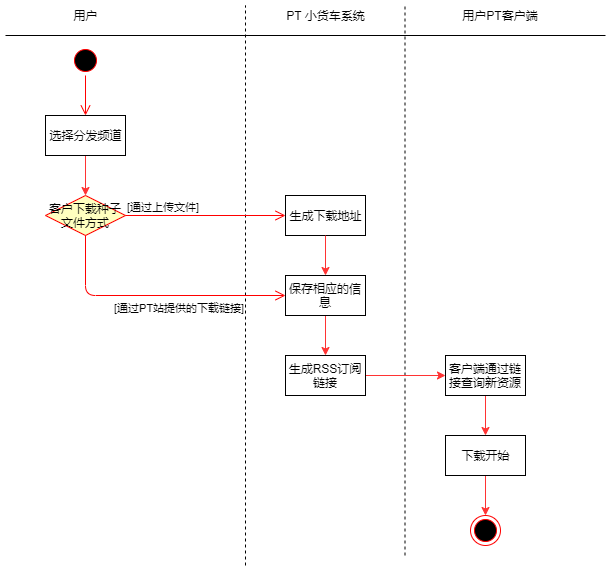 用户
PT 小货车系统
用户PT客户端
选择分发频道
客户下载种子
文件方式
[通过上传文件]
生成下载地址
保存相应的信
息
[通过PT站提供的下载链接]
生成RSS订阅
链接
客户端通过链
接查询新资源
下载开始